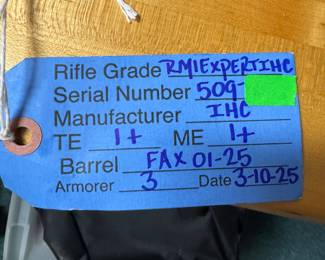 Rifle Grade RM1EXPERTIHC
Serial Number 509-
Manufacturer IHC
TE 1+ ME 1+
Barrel FAX 01-25
Armorer 3 Date 3-10-25